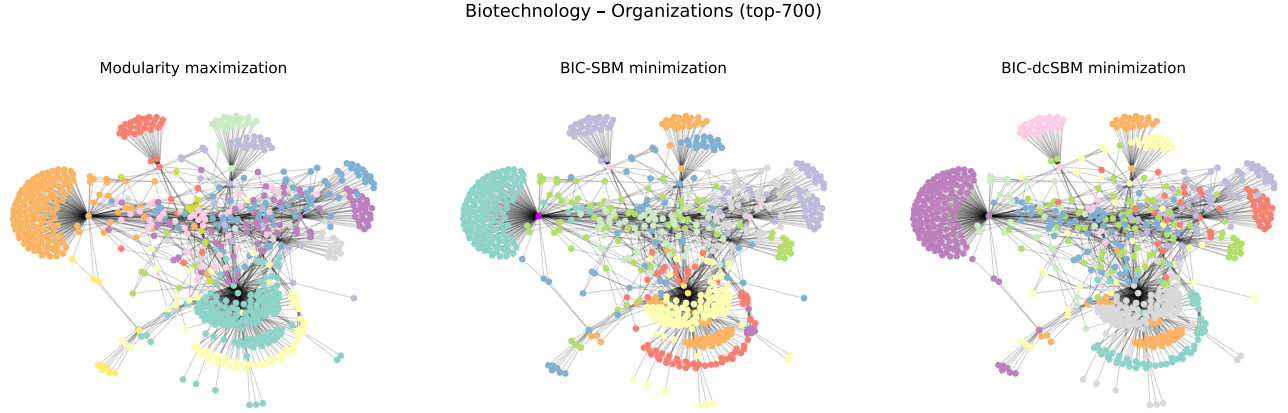 Biotechnology – Organizations (top-700)
Modularity maximization
BIC-SBM minimization
BIC-dcSBM minimization